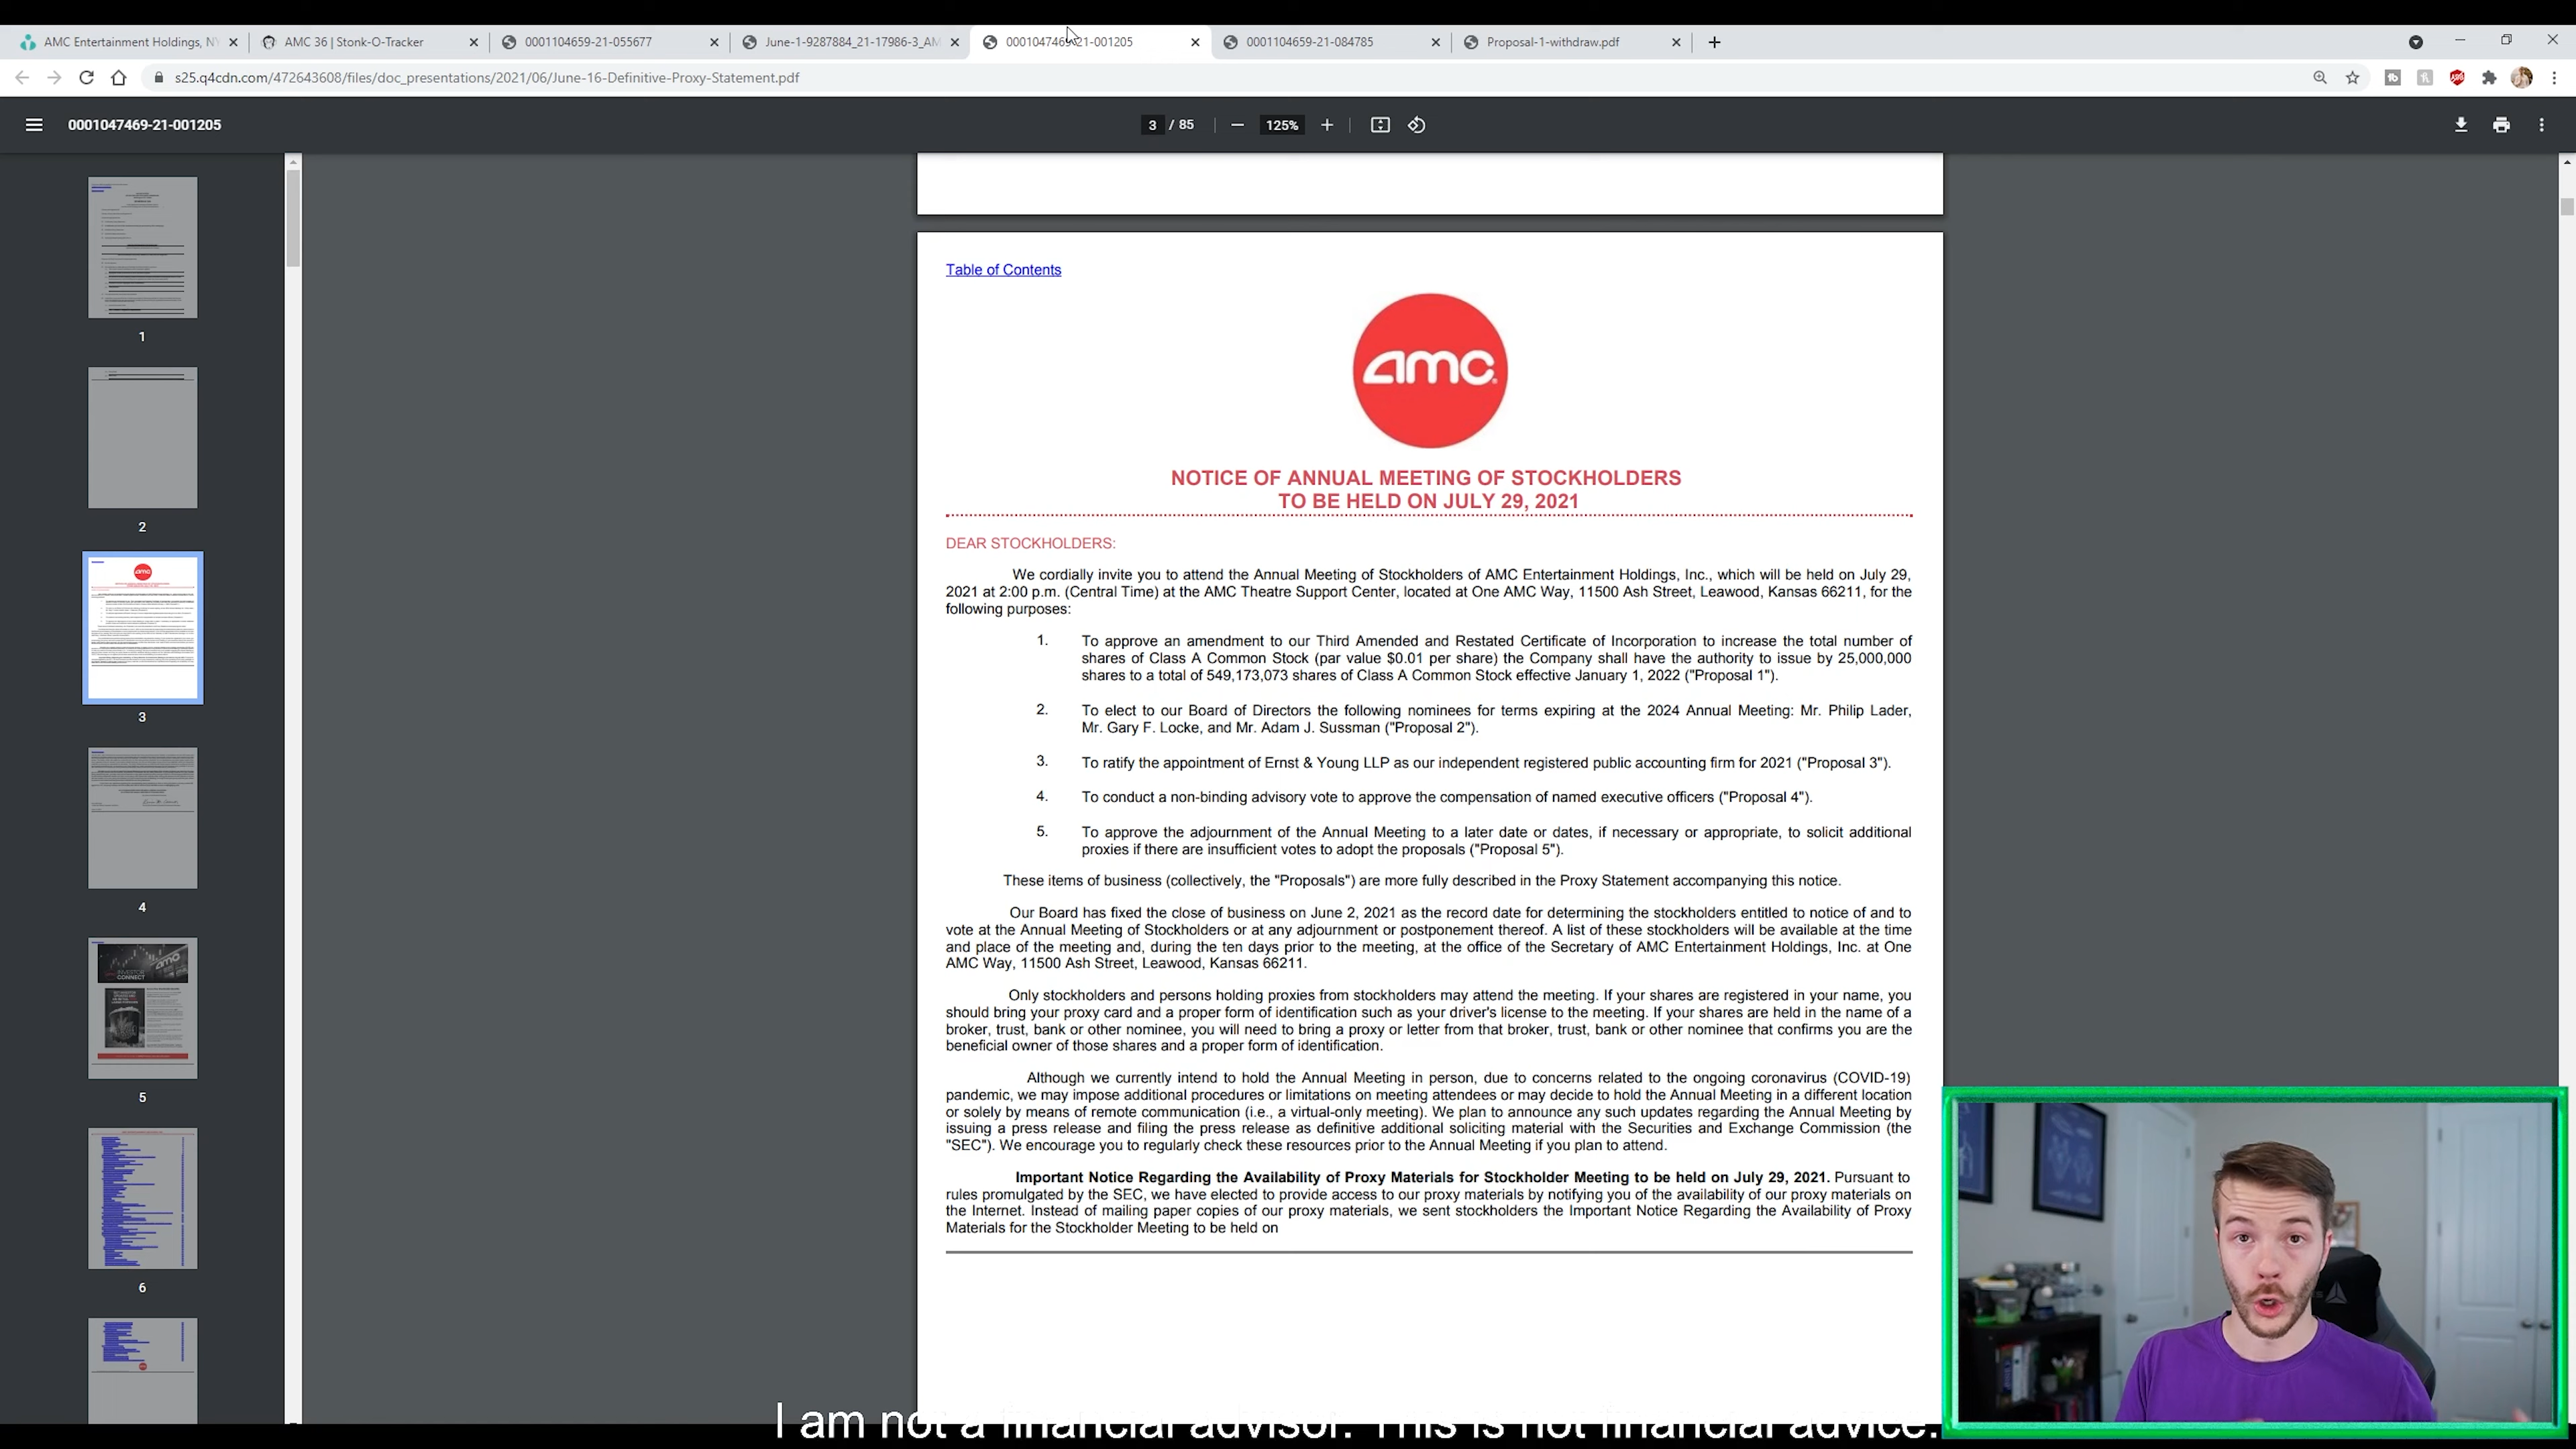 AMC Entertainment Holdings, NY
AMC 36 | Stonk-O-Tracker
0001104659-21-055677
June-1-9287884_21-17986-3_AM
0001047469-21-001205
0001104659-21-084785
Proposal-1-withdraw.pdf
s25.q4cdn.com/472643608/files/doc_presentations/2021/06/June-16-Definitive-Proxy-Statement.pdf
0001047469-21-001205
3 / 85
125%
1
2
3
4
5
6
Table of Contents
amc
NOTICE OF ANNUAL MEETING OF STOCKHOLDERS
TO BE HELD ON JULY 29, 2021
DEAR STOCKHOLDERS:
We cordially invite you to attend the Annual Meeting of Stockholders of AMC Entertainment Holdings, Inc., which will be held on July 29,
2021 at 2:00 p.m. (Central Time) at the AMC Theatre Support Center, located at One AMC Way, 11500 Ash Street, Leawood, Kansas 66211, for the
following purposes:
1. To approve an amendment to our Third Amended and Restated Certificate of Incorporation to increase the total number of
shares of Class A Common Stock (par value $0.01 per share) the Company shall have the authority to issue by 25,000,000
shares to a total of 549,173,073 shares of Class A Common Stock effective January 1, 2022 ("Proposal 1").
2. To elect to our Board of Directors the following nominees for terms expiring at the 2024 Annual Meeting: Mr. Philip Lader,
Mr. Gary F. Locke, and Mr. Adam J. Sussman ("Proposal 2").
3. To ratify the appointment of Ernst & Young LLP as our independent registered public accounting firm for 2021 ("Proposal 3").
4. To conduct a non-binding advisory vote to approve the compensation of named executive officers ("Proposal 4").
5. To approve the adjournment of the Annual Meeting to a later date or dates, if necessary or appropriate, to solicit additional
proxies if there are insufficient votes to adopt the proposals ("Proposal 5").
These items of business (collectively, the "Proposals") are more fully described in the Proxy Statement accompanying this notice.
Our Board has fixed the close of business on June 2, 2021 as the record date for determining the stockholders entitled to notice of and to
vote at the Annual Meeting of Stockholders or at any adjournment or postponement thereof. A list of these stockholders will be available at the time
and place of the meeting and, during the ten days prior to the meeting, at the office of the Secretary of AMC Entertainment Holdings, Inc. at One
AMC Way, 11500 Ash Street, Leawood, Kansas 66211.
Only stockholders and persons holding proxies from stockholders may attend the meeting. If your shares are registered in your name, you
should bring your proxy card and a proper form of identification such as your driver's license to the meeting. If your shares are held in the name of a
broker, trust, bank or other nominee, you will need to bring a proxy or letter from that broker, trust, bank or other nominee that confirms you are the
beneficial owner of those shares and a proper form of identification.
Although we currently intend to hold the Annual Meeting in person, due to concerns related to the ongoing coronavirus (COVID-19)
pandemic, we may impose additional procedures or limitations on meeting attendees or may decide to hold the Annual Meeting in a different location
or solely by means of remote communication (i.e., a virtual-only meeting). We plan to announce any such updates regarding the Annual Meeting by
issuing a press release and filing the press release as definitive additional soliciting material with the Securities and Exchange Commission (the
"SEC"). We encourage you to regularly check these resources prior to the Annual Meeting if you plan to attend.
Important Notice Regarding the Availability of Proxy Materials for Stockholder Meeting to be held on July 29, 2021. Pursuant to
rules promulgated by the SEC, we have elected to provide access to our proxy materials by notifying you of the availability of our proxy materials on
the Internet. Instead of mailing paper copies of our proxy materials, we sent stockholders the Important Notice Regarding the Availability of Proxy
Materials for the Stockholder Meeting to be held on
I am not a financial advisor. This is not financial advice.